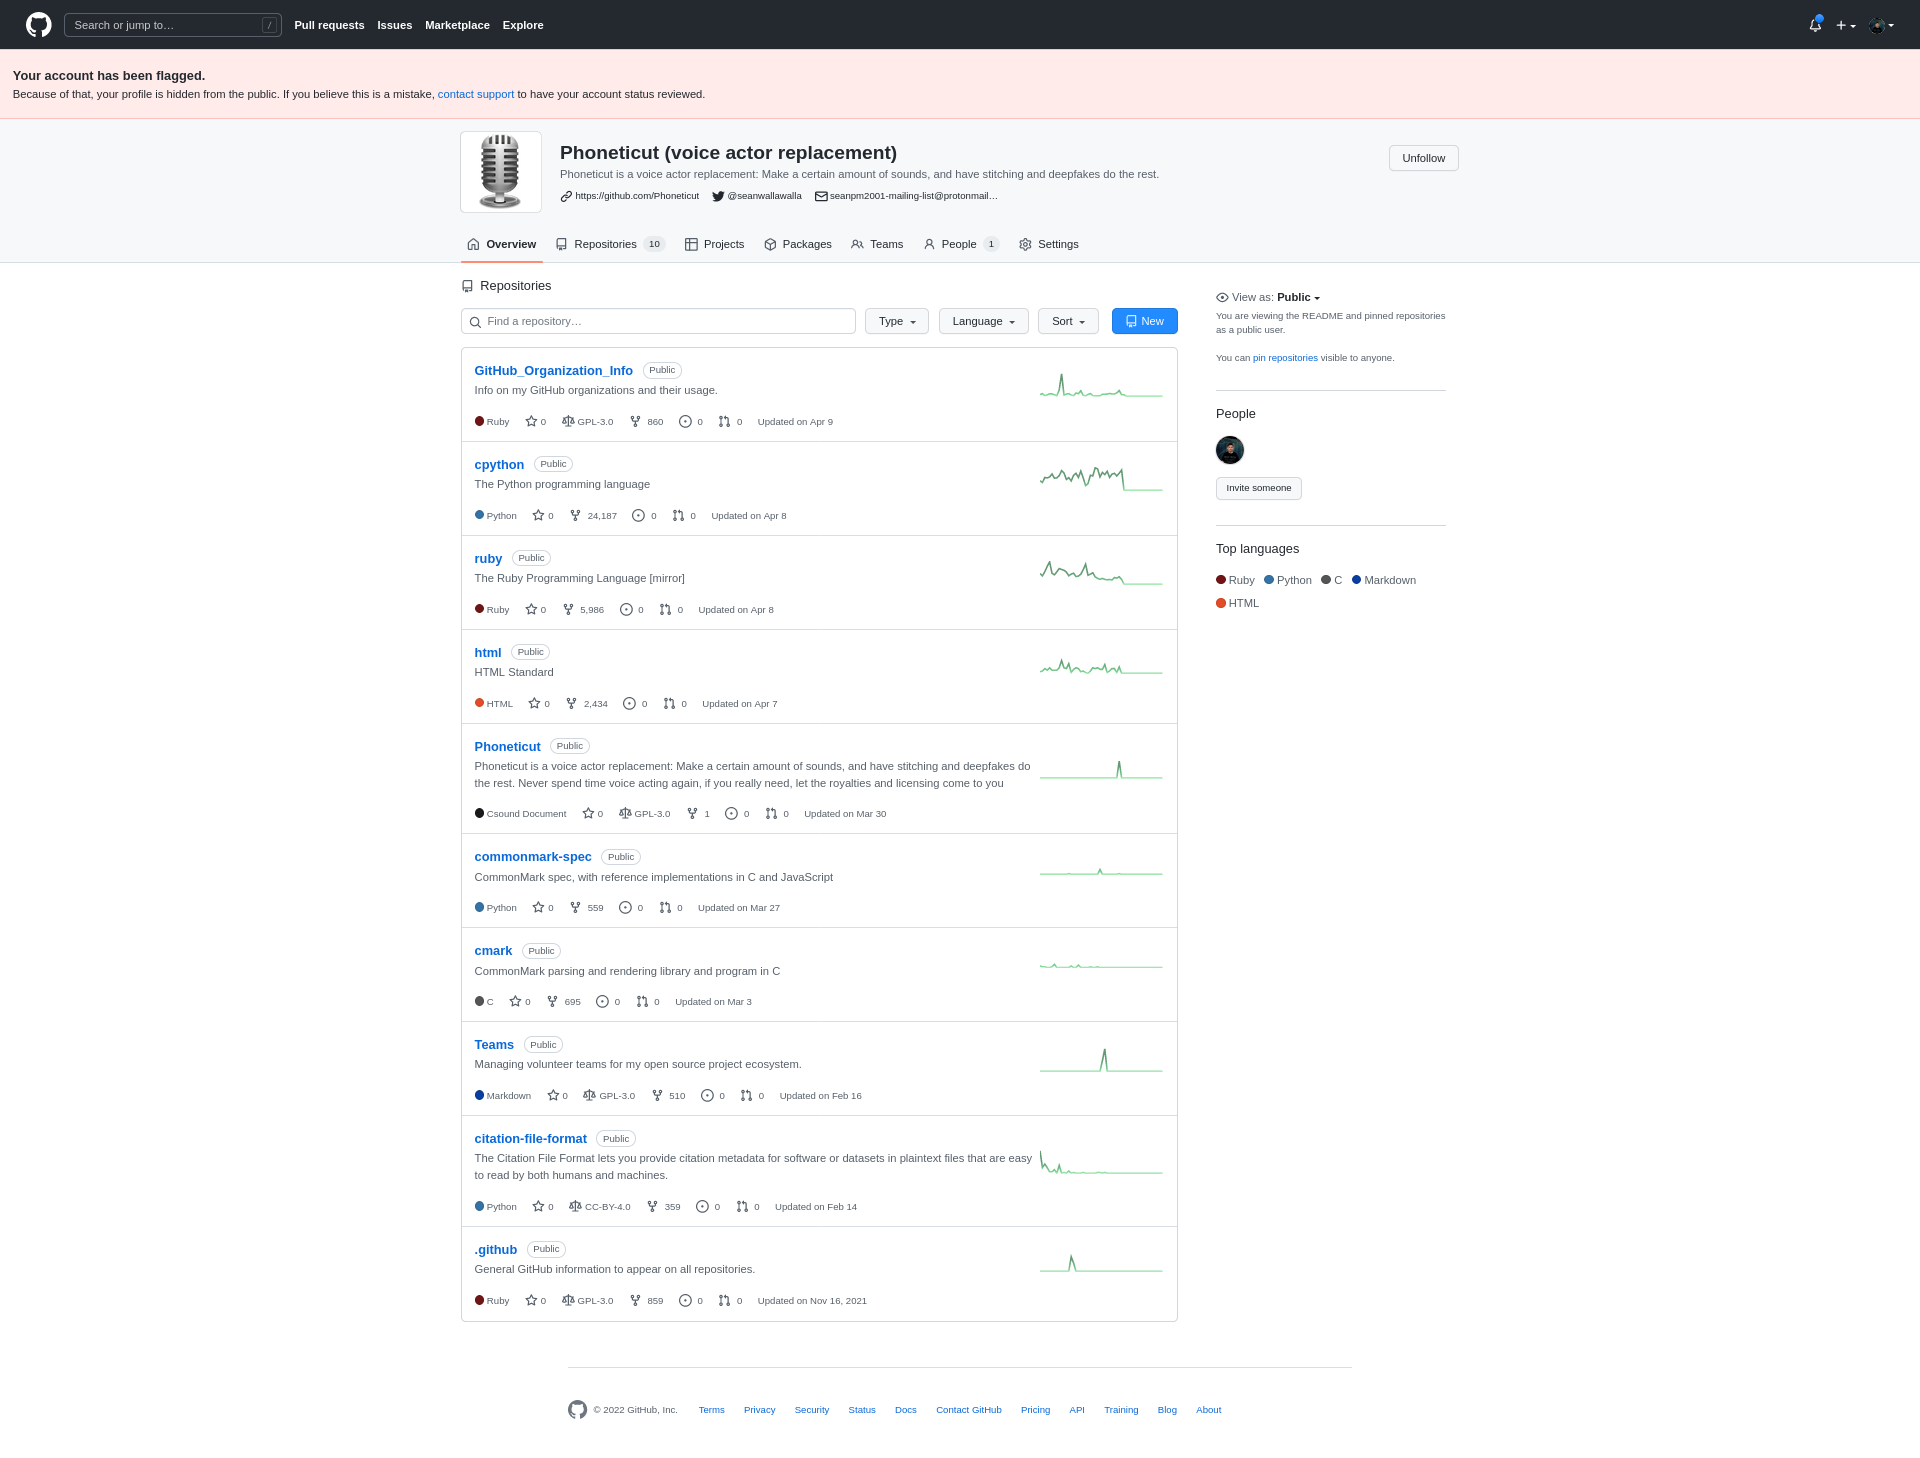 Search or jump to… /
Pull requests Issues Marketplace Explore
Your account has been flagged.
Because of that, your profile is hidden from the public. If you believe this is a mistake, contact support to have your account status reviewed.
Phoneticut (voice actor replacement)
Phoneticut is a voice actor replacement: Make a certain amount of sounds, and have stitching and deepfakes do the rest.
https://github.com/Phoneticut @seanwallawalla seanpm2001-mailing-list@protonmail…
Unfollow
Overview Repositories 10 Projects Packages Teams People 1 Settings
Repositories
Find a repository… Type Language Sort New
GitHub_Organization_Info Public
Info on my GitHub organizations and their usage.
Ruby 0 GPL-3.0 860 0 0 Updated on Apr 9
cpython Public
The Python programming language
Python 0 24,187 0 0 Updated on Apr 8
ruby Public
The Ruby Programming Language [mirror]
Ruby 0 5,986 0 0 Updated on Apr 8
html Public
HTML Standard
HTML 0 2,434 0 0 Updated on Apr 7
Phoneticut Public
Phoneticut is a voice actor replacement: Make a certain amount of sounds, and have stitching and deepfakes do
the rest. Never spend time voice acting again, if you really need, let the royalties and licensing come to you
Csound Document 0 GPL-3.0 1 0 0 Updated on Mar 30
commonmark-spec Public
CommonMark spec, with reference implementations in C and JavaScript
Python 0 559 0 0 Updated on Mar 27
cmark Public
CommonMark parsing and rendering library and program in C
C 0 695 0 0 Updated on Mar 3
Teams Public
Managing volunteer teams for my open source project ecosystem.
Markdown 0 GPL-3.0 510 0 0 Updated on Feb 16
citation-file-format Public
The Citation File Format lets you provide citation metadata for software or datasets in plaintext files that are easy
to read by both humans and machines.
Python 0 CC-BY-4.0 359 0 0 Updated on Feb 14
.github Public
General GitHub information to appear on all repositories.
Ruby 0 GPL-3.0 859 0 0 Updated on Nov 16, 2021
View as: Public
You are viewing the README and pinned repositories
as a public user.
You can pin repositories visible to anyone.
People
Invite someone
Top languages
Ruby Python C Markdown
HTML
© 2022 GitHub, Inc. Terms Privacy Security Status Docs Contact GitHub Pricing API Training Blog About